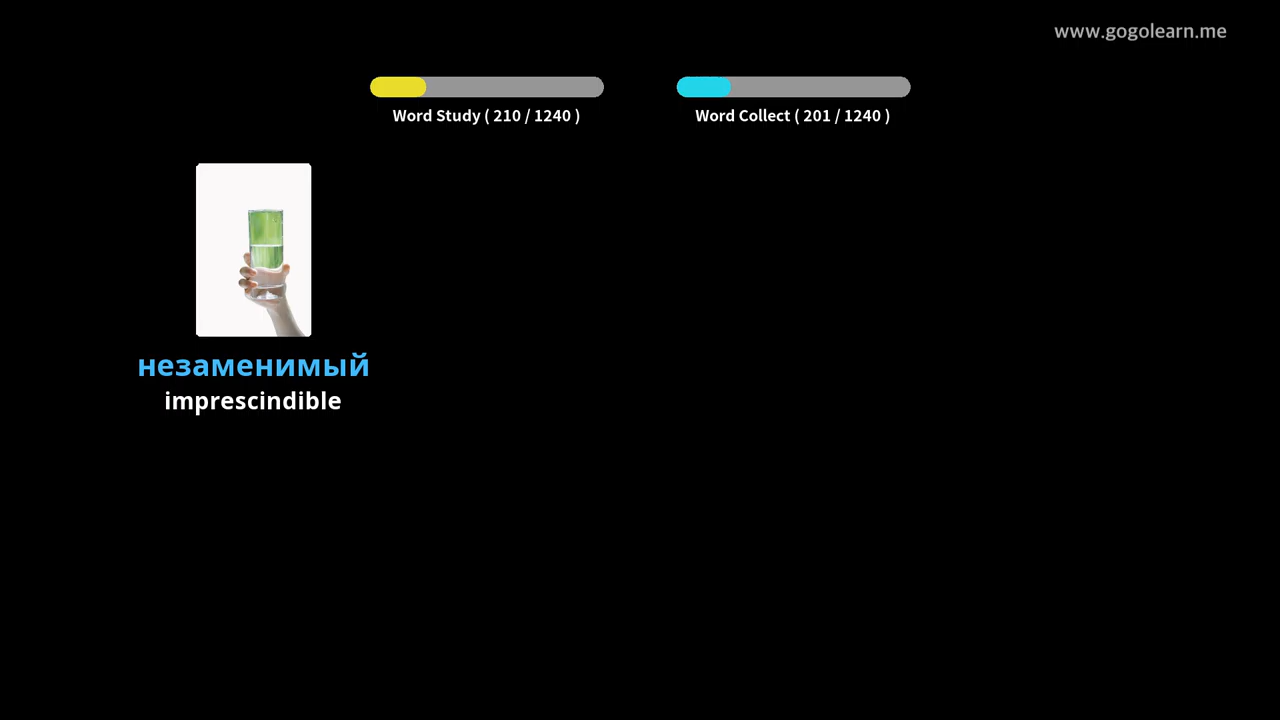 www.gogolearn.me
Word Study ( 210 / 1240 )
Word Collect ( 201 / 1240 )
незаменимый
imprescindible